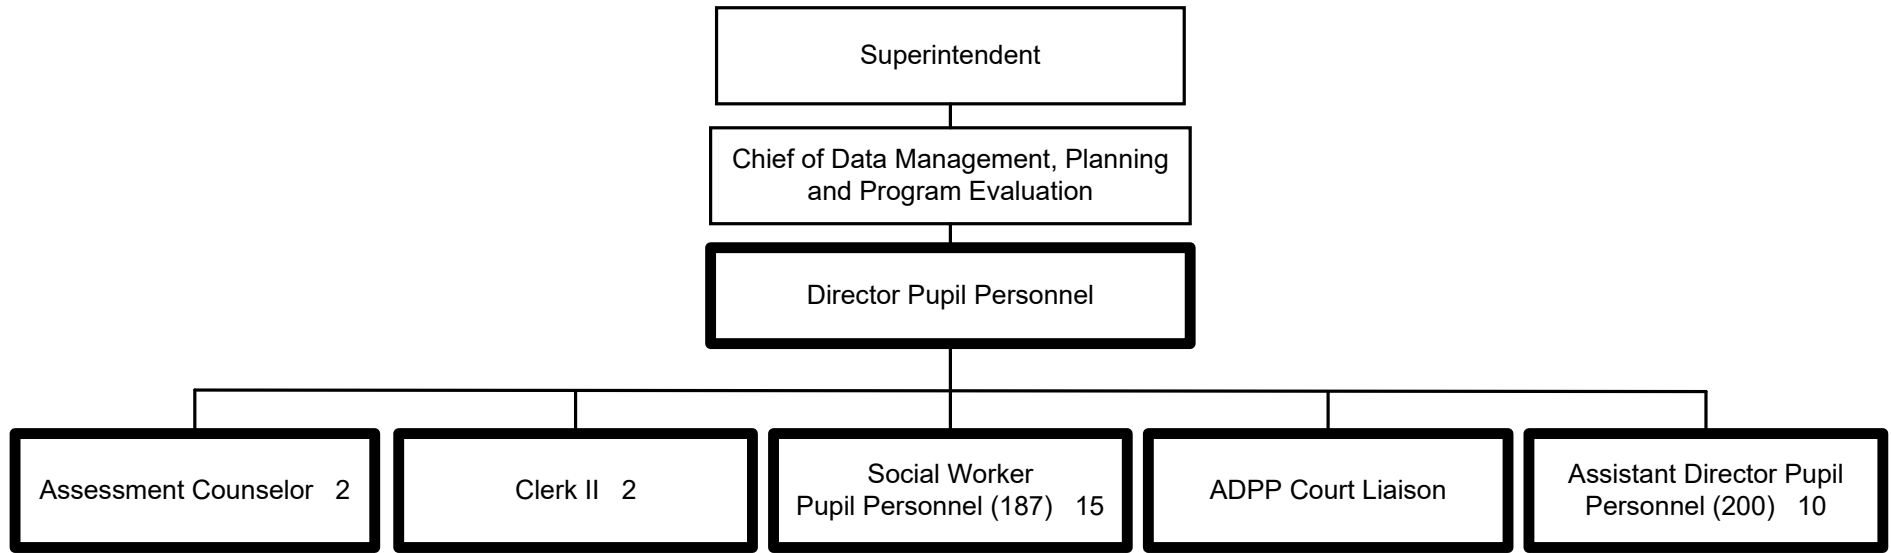 Superintendent
Chief of Data Management, Planning
and Program Evaluation
Director Pupil Personnel
Assessment Counselor 2
Clerk II 2
Social Worker
Pupil Personnel (187) 15
ADPP Court Liaison
Assistant Director Pupil
Personnel (200) 10